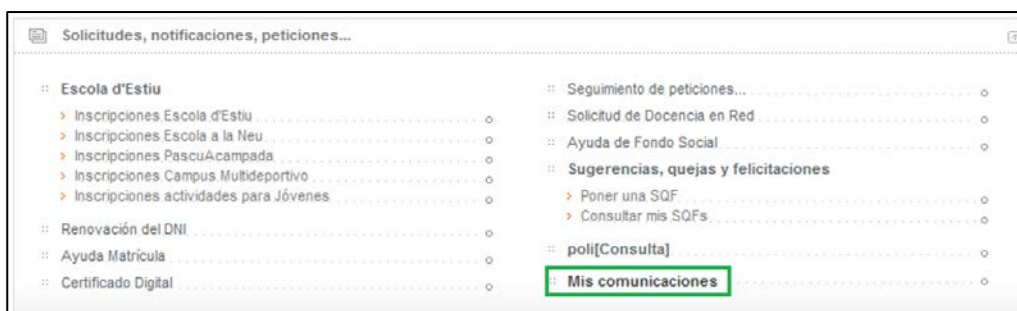 Solicitudes, notificaciones, peticiones...
Escola d'Estiu
Inscripciones Escola d'Estiu
Inscripciones Escola a la Neu
Inscripciones PascuAcampada
Inscripciones Campus Multideportivo
Inscripciones actividades para Jóvenes
Renovación del DNI
Ayuda Matrícula
Certificado Digital
Seguimiento de peticiones...
Solicitud de Docencia en Red
Ayuda de Fondo Social
Sugerencias, quejas y felicitaciones
Poner una SQF
Consultar mis SQFs
poli[Consulta]
Mis comunicaciones